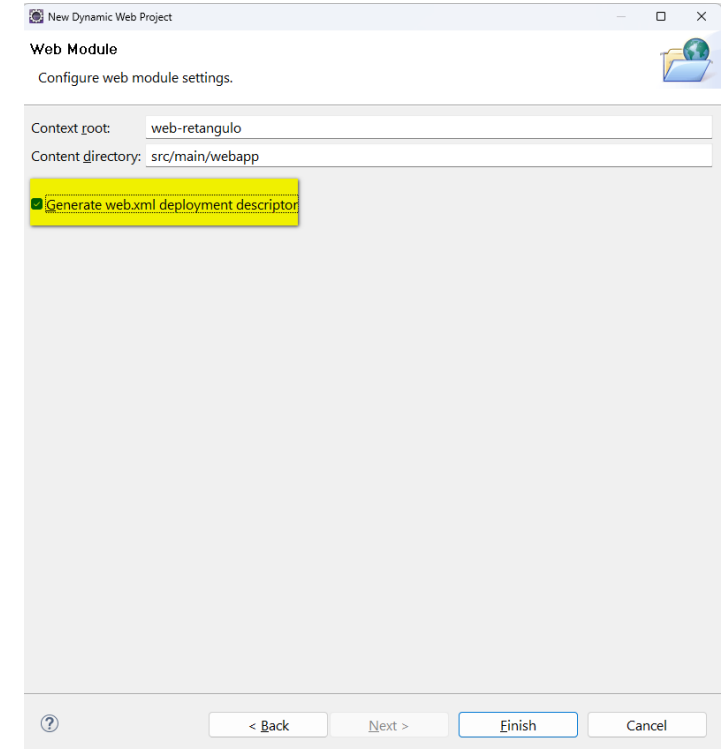 New Dynamic Web Project
Web Module
Configure web module settings.
Context root: web-retangulo
Content directory: src/main/webapp
Generate web.xml deployment descriptor
? < Back Next > Finish Cancel